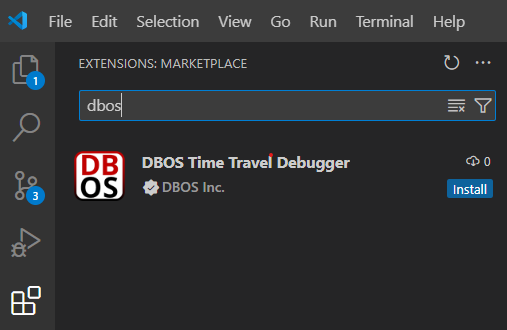 File Edit Selection View Go Run Terminal Help
EXTENSIONS: MARKETPLACE
1
dbos
DB
OS
DBOS Time Travel Debugger
0
DBOS Inc.
Install
3